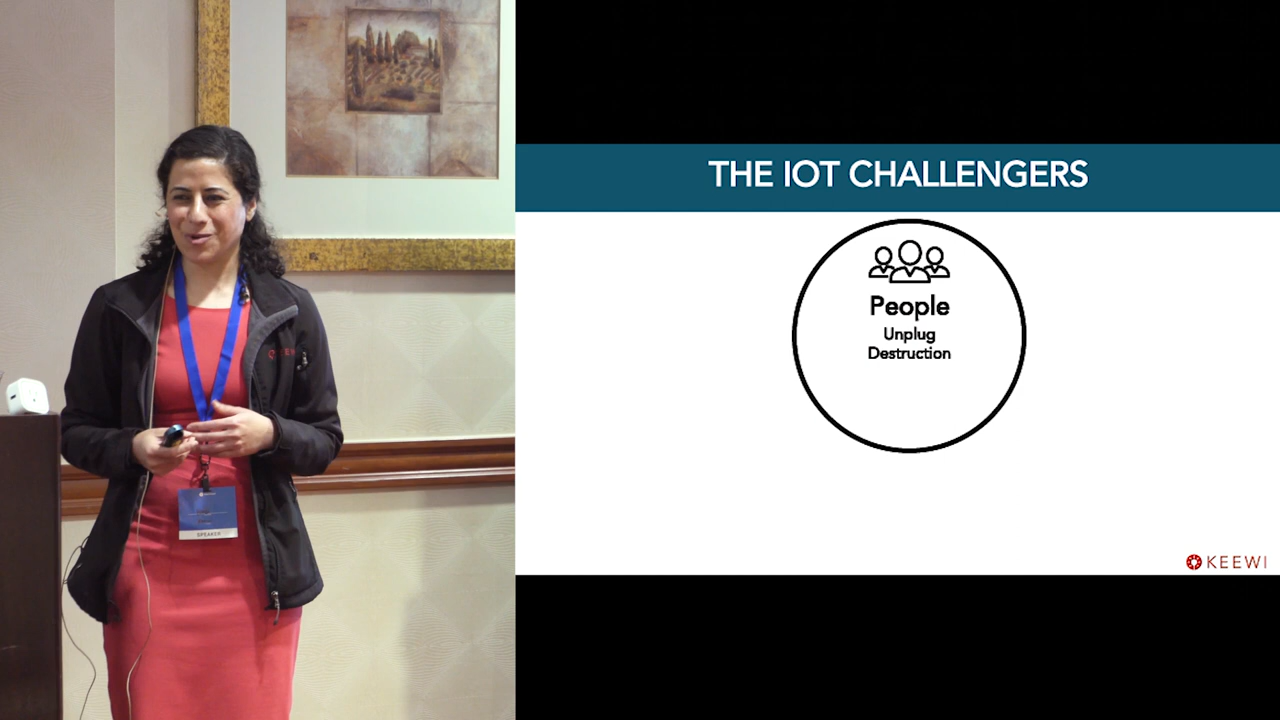 THE IOT CHALLENGERS
People
Unplug
Destruction
KEEWI
SPEAKER